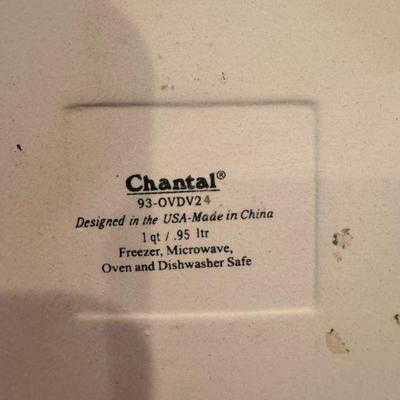 Chantal®
93-OVDV24
Designed in the USA-Made in China
1 qt / .95 ltr
Freezer, Microwave,
Oven and Dishwasher Safe